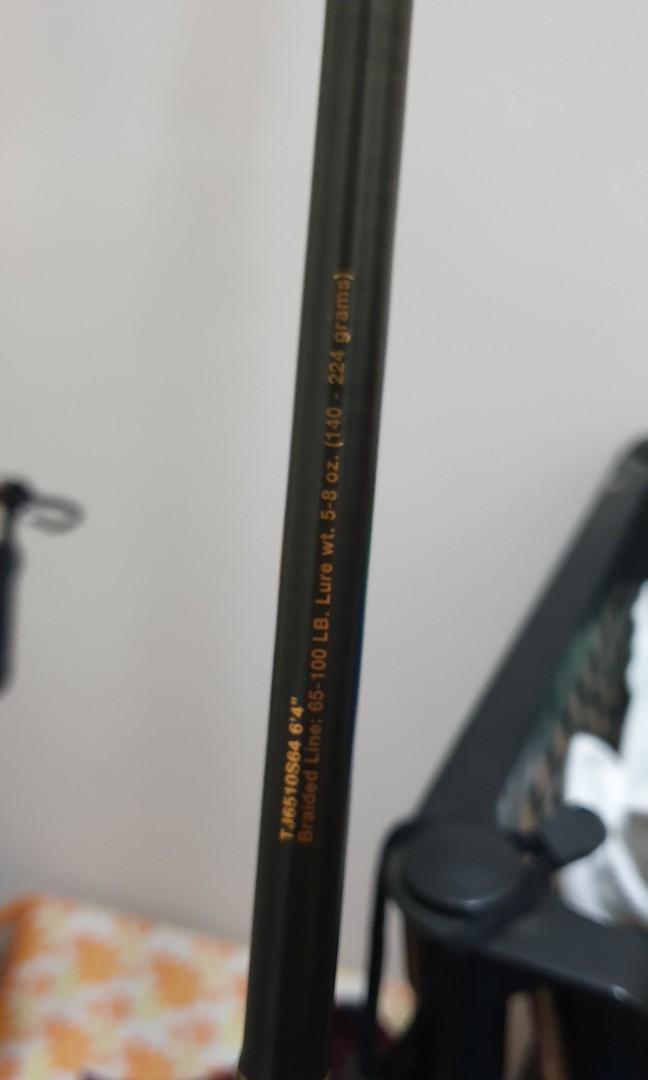 TJ6510S64 6'4"
Braided Line: 65-100 LB. Lure wt. 5-8 oz. (140 - 224 grams)